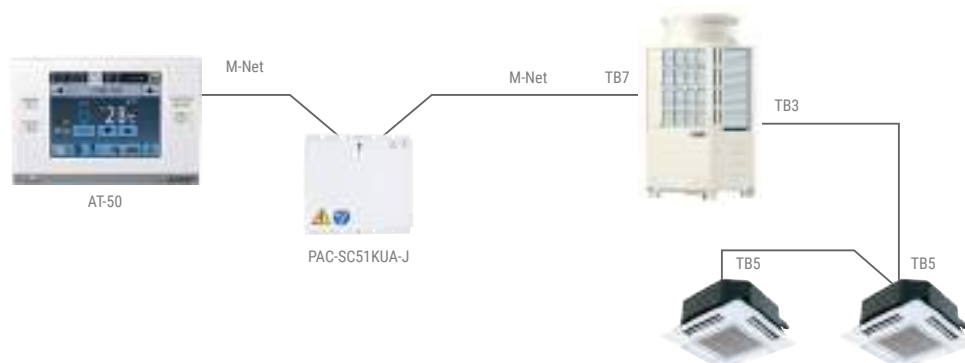 M-Net
M-Net
TB7
TB3
AT-50
PAC-SC51KUA-J
TB5
TB5